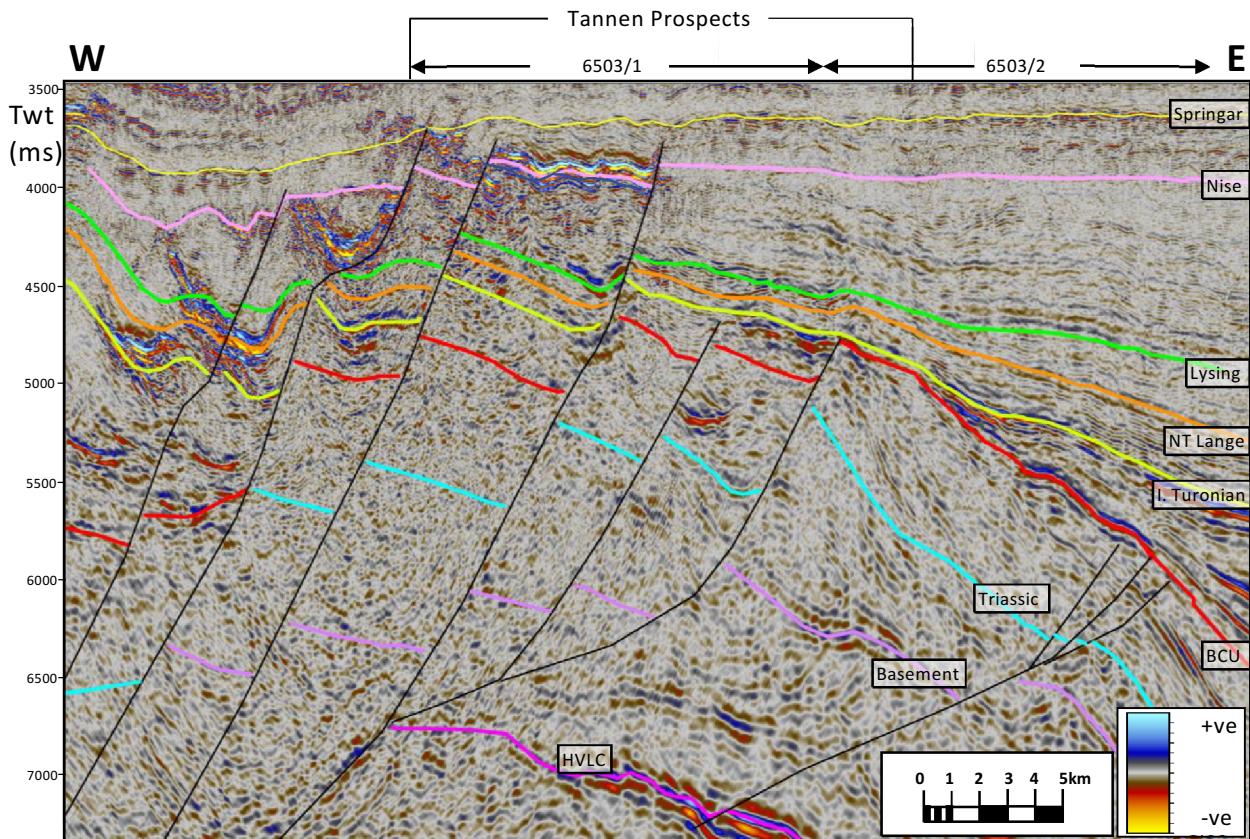 Tannen Prospects
W
6503/1
6503/2
E
3500
Twt
(ms)
Springar
4000
Nise
4500
Lysing
5000
NT Lange
5500
l. Turonian
6000
Triassic
BCU
6500
Basement
+ve
HVLC
7000
0 1 2 3 4 5km
-ve